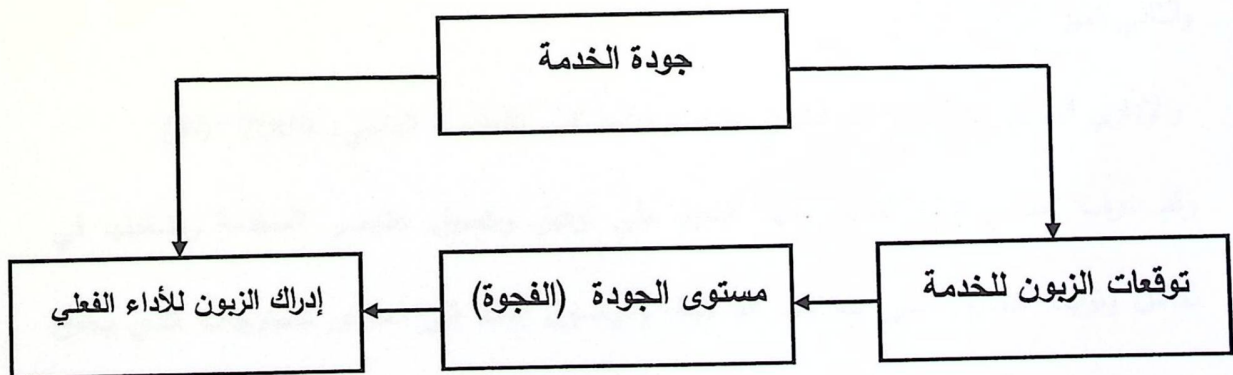 جودة الخدمة
توقعات الزبون للخدمة
مستوى الجودة (الفجوة)
إدراك الزبون للأداء الفعلي